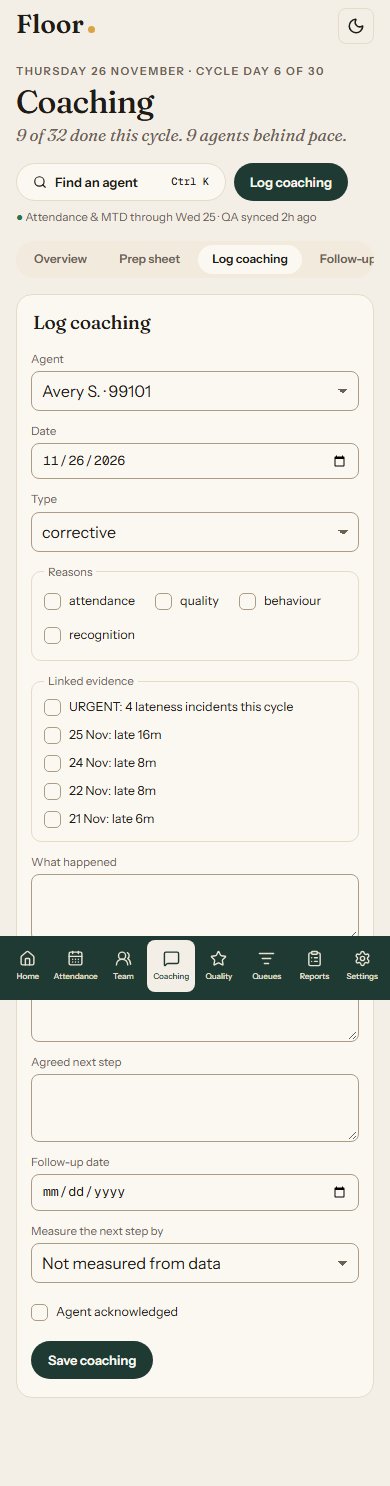 Floor
THURSDAY 26 NOVEMBER · CYCLE DAY 6 OF 30
Coaching
9 of 32 done this cycle. 9 agents behind pace.
Find an agent Ctrl K Log coaching
Attendance & MTD through Wed 25 · QA synced 2h ago
Overview Prep sheet Log coaching Follow-up
Log coaching
Agent
Avery S. · 99101
Date
11/26/2026
Type
corrective
Reasons
attendance quality behaviour
recognition
Linked evidence
URGENT: 4 lateness incidents this cycle
25 Nov: late 16m
24 Nov: late 8m
22 Nov: late 8m
21 Nov: late 6m
What happened
Home Attendance Team Coaching Quality Queues Reports Settings
Agreed next step
Follow-up date
mm/dd/yyyy
Measure the next step by
Not measured from data
Agent acknowledged
Save coaching